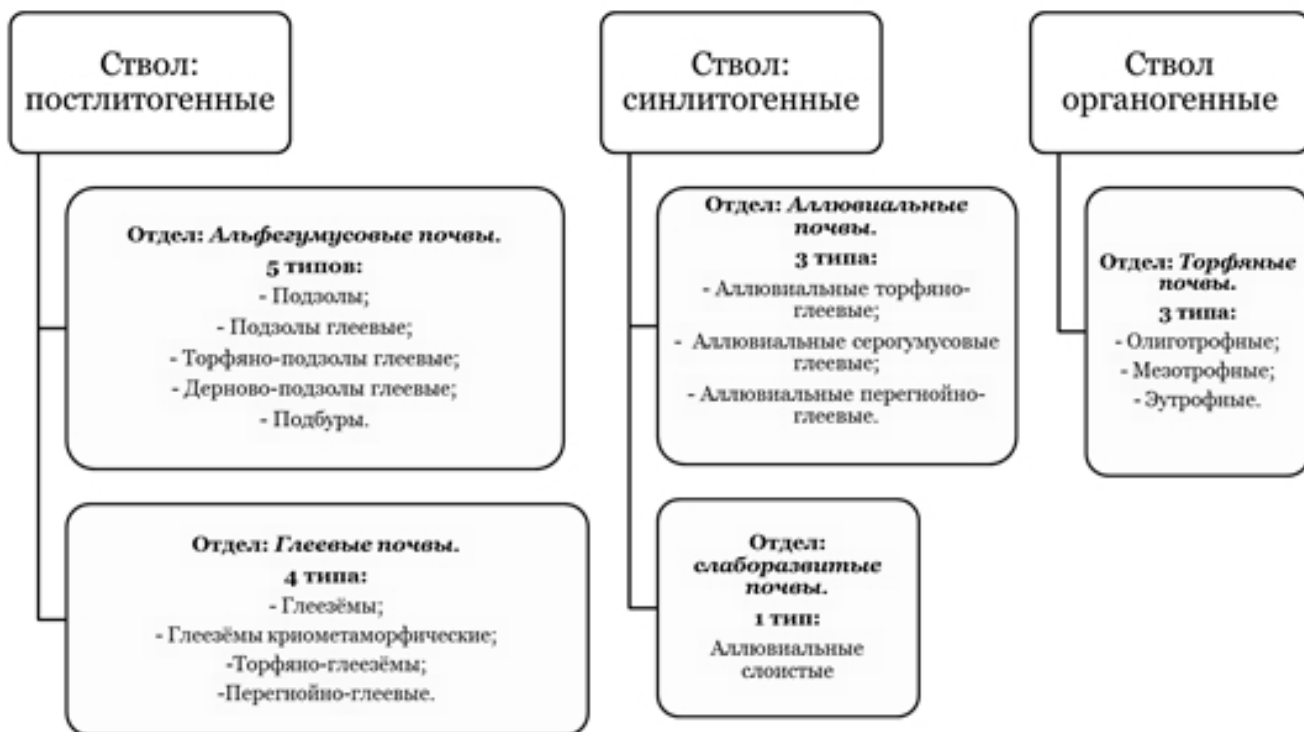 Ствол:
постлитогенные
Отдел: Альфегумусовые почвы.
5 типов:
- Подзолы;
- Подзолы глеевые;
- Торфяно-подзолы глеевые;
- Дерново-подзолы глеевые;
- Подбуры.
Отдел: Глеевые почвы.
4 типа:
- Глеезёмы;
- Глеезёмы криометаморфические;
-Торфяно-глеезёмы;
-Перегнойно-глеевые.
Ствол:
синлитогенные
Отдел: Аллювиальные
почвы.
3 типа:
- Аллювиальные торфяно-
глеевые;
- Аллювиальные серогумусовые
глеевые;
- Аллювиальные перегнойно-
глеевые.
Отдел:
слаборазвитые
почвы.
1 тип:
Аллювиальные
слоистые
Ствол
органогенные
Отдел: Торфяные
почвы.
3 типа:
- Олиготрофные;
- Мезотрофные;
- Эутрофные.